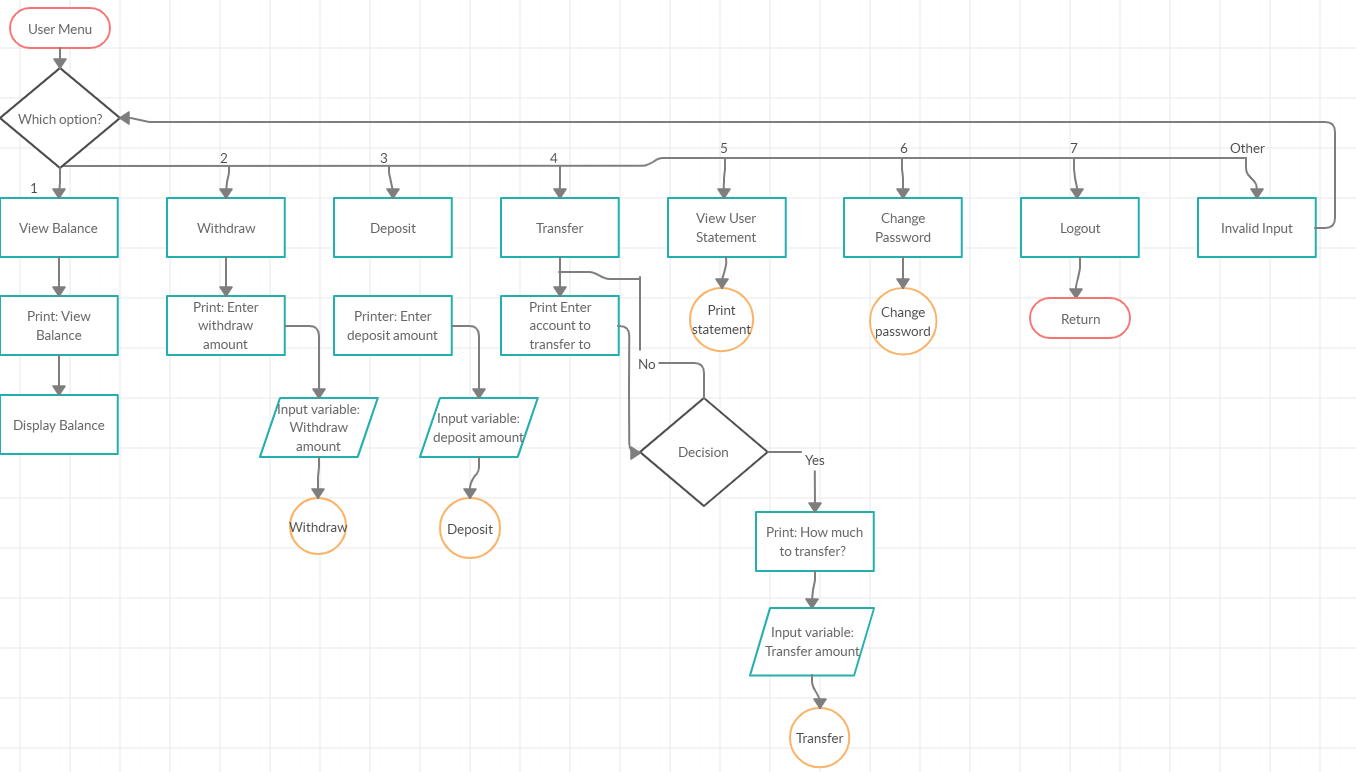 User Menu
Which option?
1
2
3
4
5
6
7
Other
View Balance
Withdraw
Deposit
Transfer
View User
Statement
Change
Password
Logout
Invalid Input
Print: View
Balance
Print: Enter
withdraw
amount
Printer: Enter
deposit amount
Print Enter
account to
transfer to
Print
statement
Change
password
Return
No
Display Balance
Input variable:
Withdraw
amount
Input variable:
deposit amount
Decision
Yes
Withdraw
Deposit
Print: How much
to transfer?
Input variable:
Transfer amount
Transfer